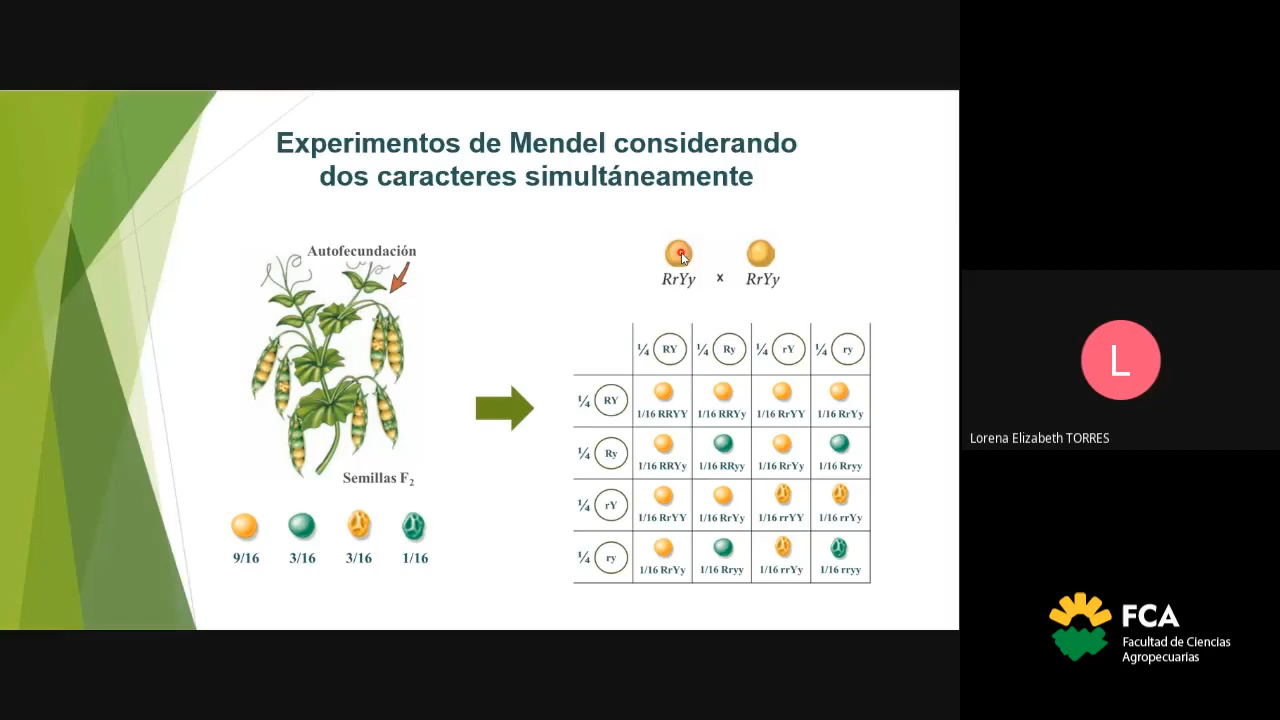 Experimentos de Mendel considerando
dos caracteres simultáneamente
Autofecundación
Semillas F₂
9/16 3/16 3/16 1/16
RrYy x RrYy
¼ RY ¼ Ry ¼ rY ¼ ry
¼ RY
1/16 RRYY 1/16 RRYy 1/16 RrYY 1/16 RrYy
¼ Ry
1/16 RRYy 1/16 RRyy 1/16 RrYy 1/16 Rryy
¼ rY
1/16 RrYY 1/16 RrYy 1/16 rrYY 1/16 rrYy
¼ ry
1/16 RrYy 1/16 Rryy 1/16 rrYy 1/16 rryy
L
Lorena Elizabeth TORRES
FCA
Facultad de Ciencias
Agropecuarias